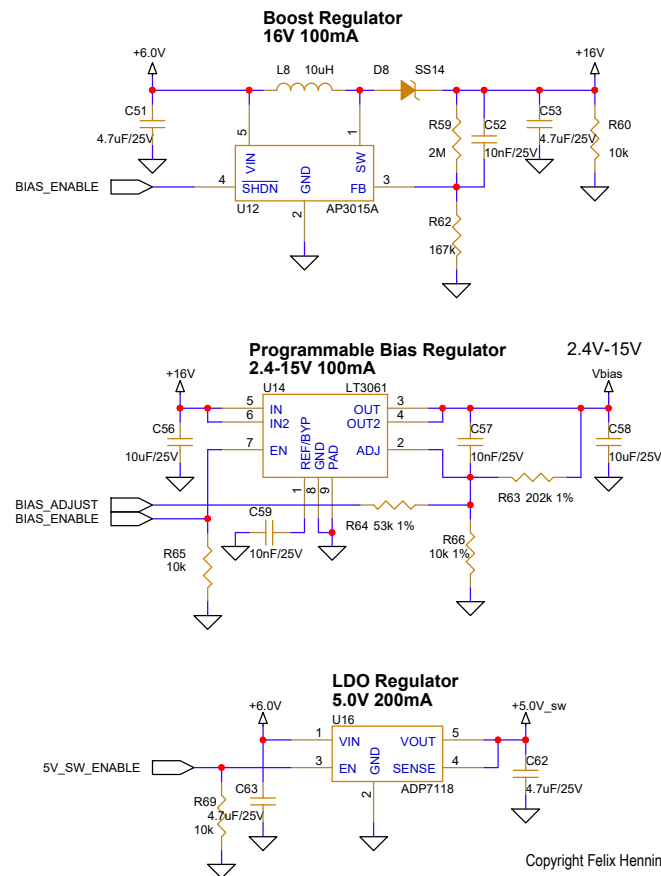 Boost Regulator
16V 100mA
+6.0V
+16V
L8 10uH
D8 SS14
C51
4.7uF/25V
5
1
VIN
SW
R59
2M
C52
10nF/25V
C53
4.7uF/25V
R60
10k
BIAS_ENABLE
4
SHDN
GND
FB
3
U12
AP3015A
2
R62
167k
Programmable Bias Regulator
2.4-15V 100mA
2.4V-15V
+16V
Vbias
U14
LT3061
5
IN
OUT
3
6
IN2
OUT2
4
C56
10uF/25V
7
EN
REF/BYP
GND
PAD
ADJ
2
C57
10nF/25V
C58
10uF/25V
1
8
9
R63 202k 1%
BIAS_ADJUST
BIAS_ENABLE
C59
10nF/25V
R64 53k 1%
R65
10k
R66
10k 1%
LDO Regulator
5.0V 200mA
+6.0V
+5.0V_sw
U16
1
VIN
VOUT
5
5V_SW_ENABLE
3
EN
GND
SENSE
4
ADP7118
2
C63
4.7uF/25V
C62
4.7uF/25V
R69
10k
Copyright Felix Hennin